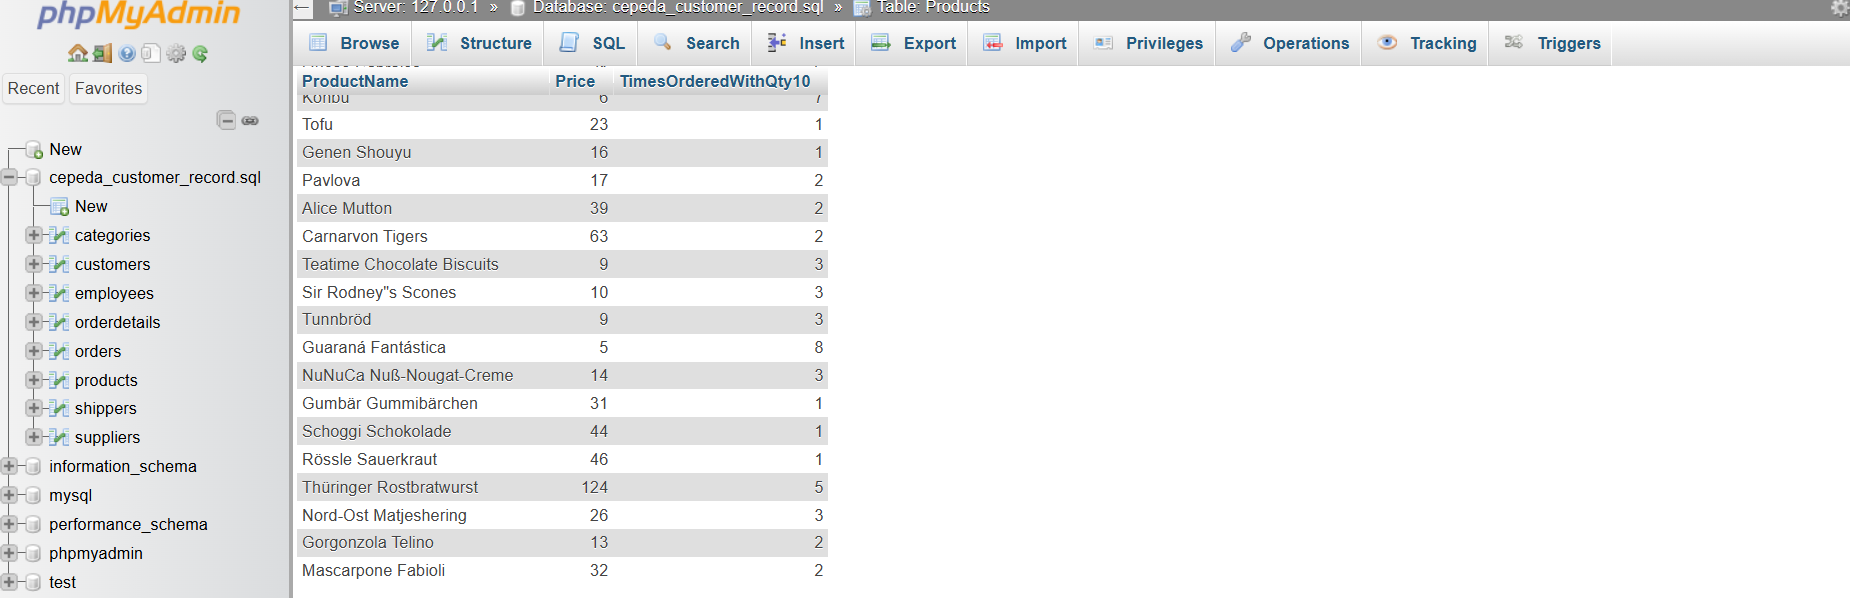 phpMyAdmin
Recent Favorites
New
cepeda_customer_record.sql
New
categories
customers
employees
orderdetails
orders
products
shippers
suppliers
information_schema
mysql
performance_schema
phpmyadmin
test
Server: 127.0.0.1 » Database: cepeda_customer_record.sql » Table: Products
Browse Structure SQL Search Insert Export Import Privileges Operations Tracking Triggers
ProductName Price TimesOrderedWithQty10
Konbu 6 7
Tofu 23 1
Genen Shouyu 16 1
Pavlova 17 2
Alice Mutton 39 2
Carnarvon Tigers 63 2
Teatime Chocolate Biscuits 9 3
Sir Rodney"s Scones 10 3
Tunnbröd 9 3
Guaraná Fantástica 5 8
NuNuCa Nuß-Nougat-Creme 14 3
Gumbär Gummibärchen 31 1
Schoggi Schokolade 44 1
Rössle Sauerkraut 46 1
Thüringer Rostbratwurst 124 5
Nord-Ost Matjeshering 26 3
Gorgonzola Telino 13 2
Mascarpone Fabioli 32 2